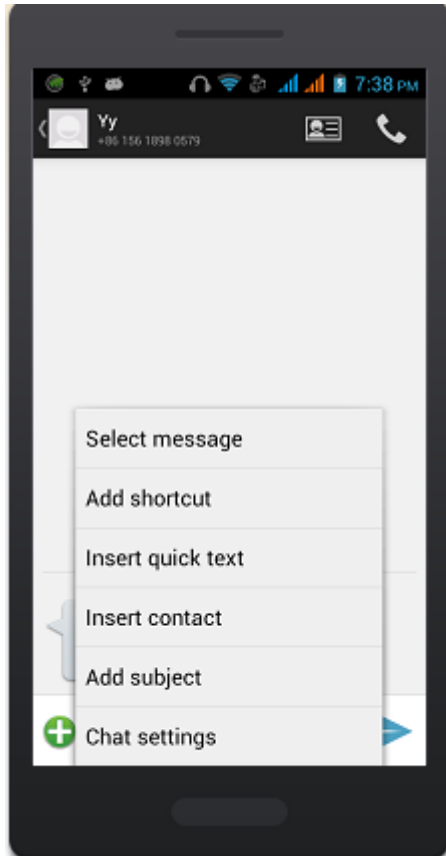 7:38 PM
Yy
+86 156 1898 0579
Select message
Add shortcut
Insert quick text
Insert contact
Add subject
Chat settings